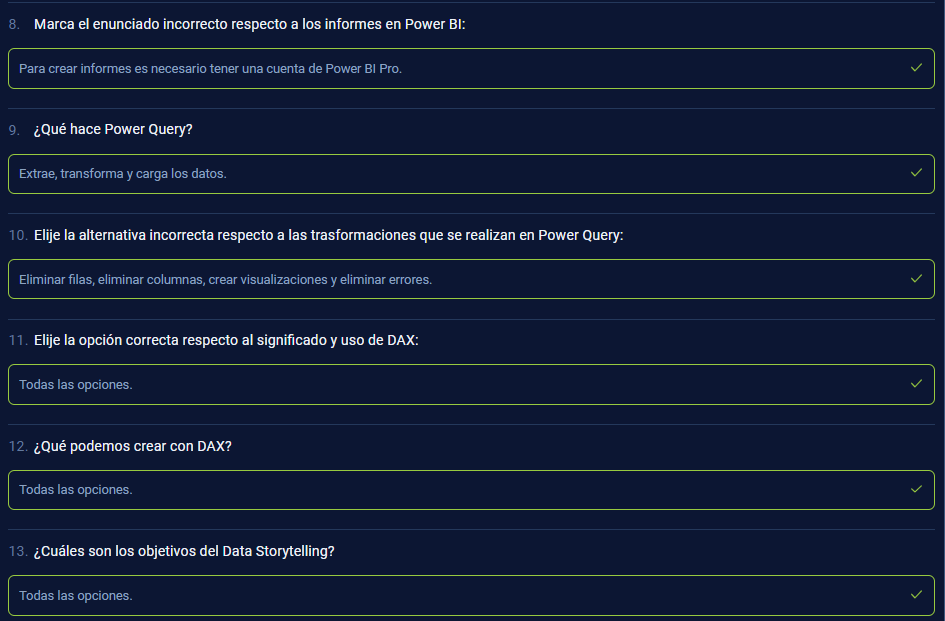 8. Marca el enunciado incorrecto respecto a los informes en Power BI:
Para crear informes es necesario tener una cuenta de Power BI Pro.
9. ¿Qué hace Power Query?
Extrae, transforma y carga los datos.
10. Elije la alternativa incorrecta respecto a las trasformaciones que se realizan en Power Query:
Eliminar filas, eliminar columnas, crear visualizaciones y eliminar errores.
11. Elije la opción correcta respecto al significado y uso de DAX:
Todas las opciones.
12. ¿Qué podemos crear con DAX?
Todas las opciones.
13. ¿Cuáles son los objetivos del Data Storytelling?
Todas las opciones.